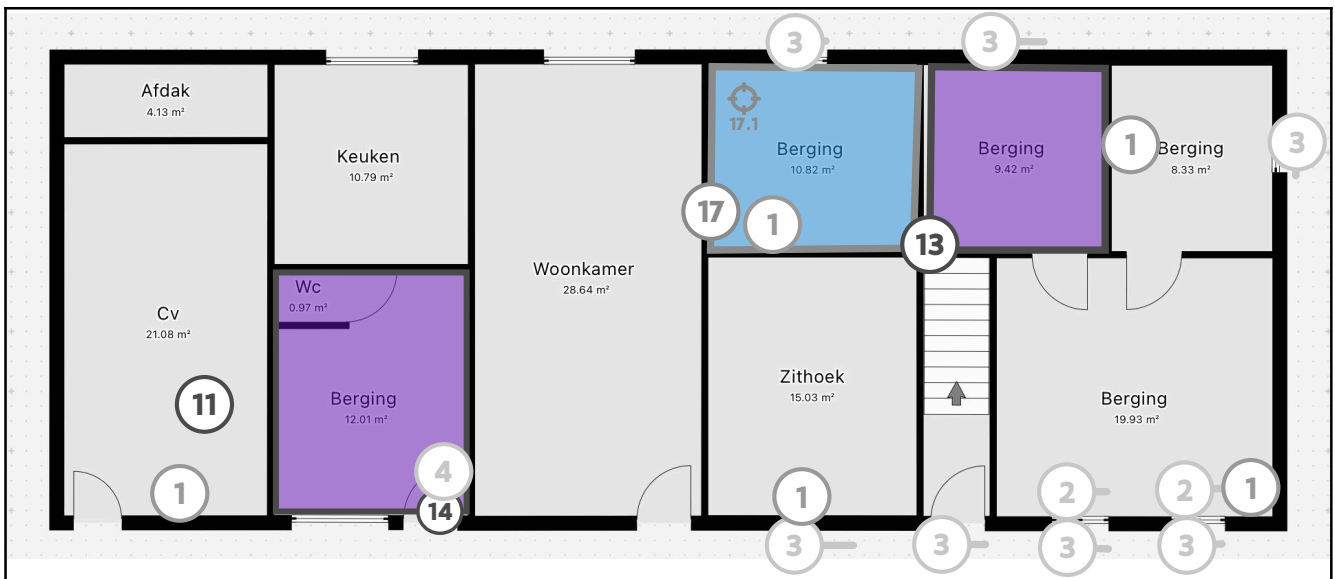 3
3
Afdak
4.13 m²
17.1
Keuken
10.79 m²
Berging
10.82 m²
Berging
9.42 m²
1
Berging
8.33 m²
3
17
1
13
Woonkamer
28.64 m²
Wc
0.97 m²
Cv
21.08 m²
11
Berging
12.01 m²
Zithoek
15.03 m²
Berging
19.93 m²
1
4
14
1
2
2
1
3
3
3
3